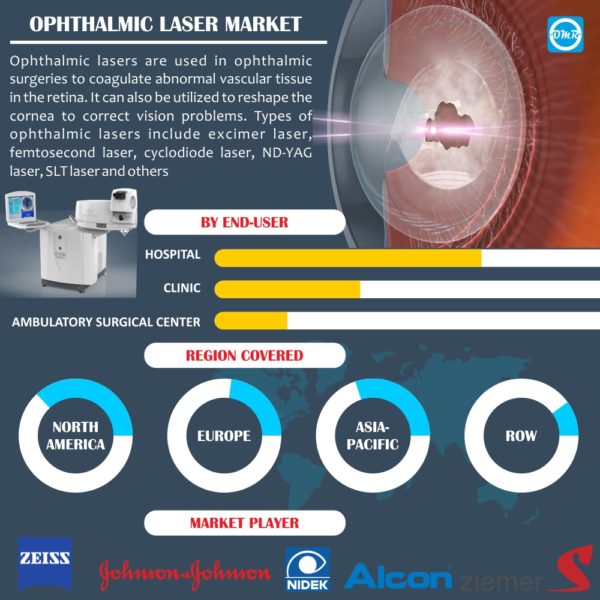 OPHTHALMIC LASER MARKET
OMR
Ophthalmic lasers are used in ophthalmic
surgeries to coagulate abnormal vascular tissue
in the retina. It can also be utilized to reshape the
cornea to correct vision problems. Types of
ophthalmic lasers include excimer laser,
femtosecond laser, cyclodiode laser, ND-YAG
laser, SLT laser and others
BY END-USER
HOSPITAL
CLINIC
AMBULATORY SURGICAL CENTER
REGION COVERED
NORTH
AMERICA
EUROPE
ASIA-
PACIFIC
ROW
MARKET PLAYER
ZEISS
Johnson & Johnson
NIDEK
Alcon
ziemer